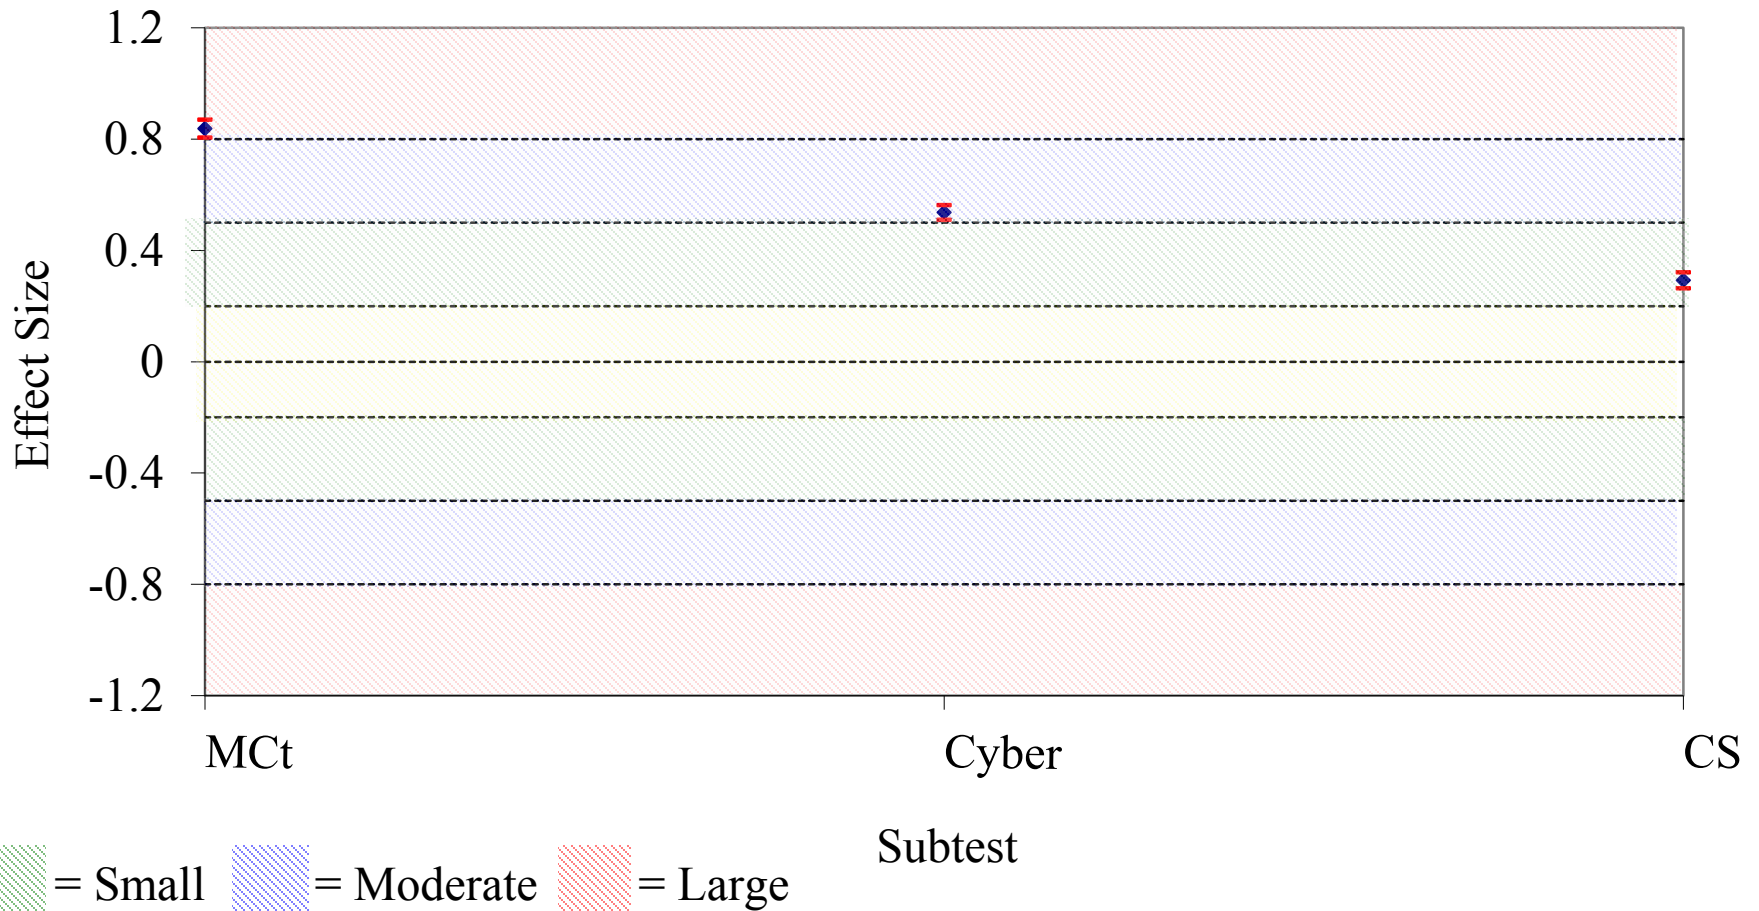 1.2
0.8
0.4
0
-0.4
-0.8
-1.2
Effect Size
MCt
Cyber
CS
Subtest
= Small
= Moderate
= Large